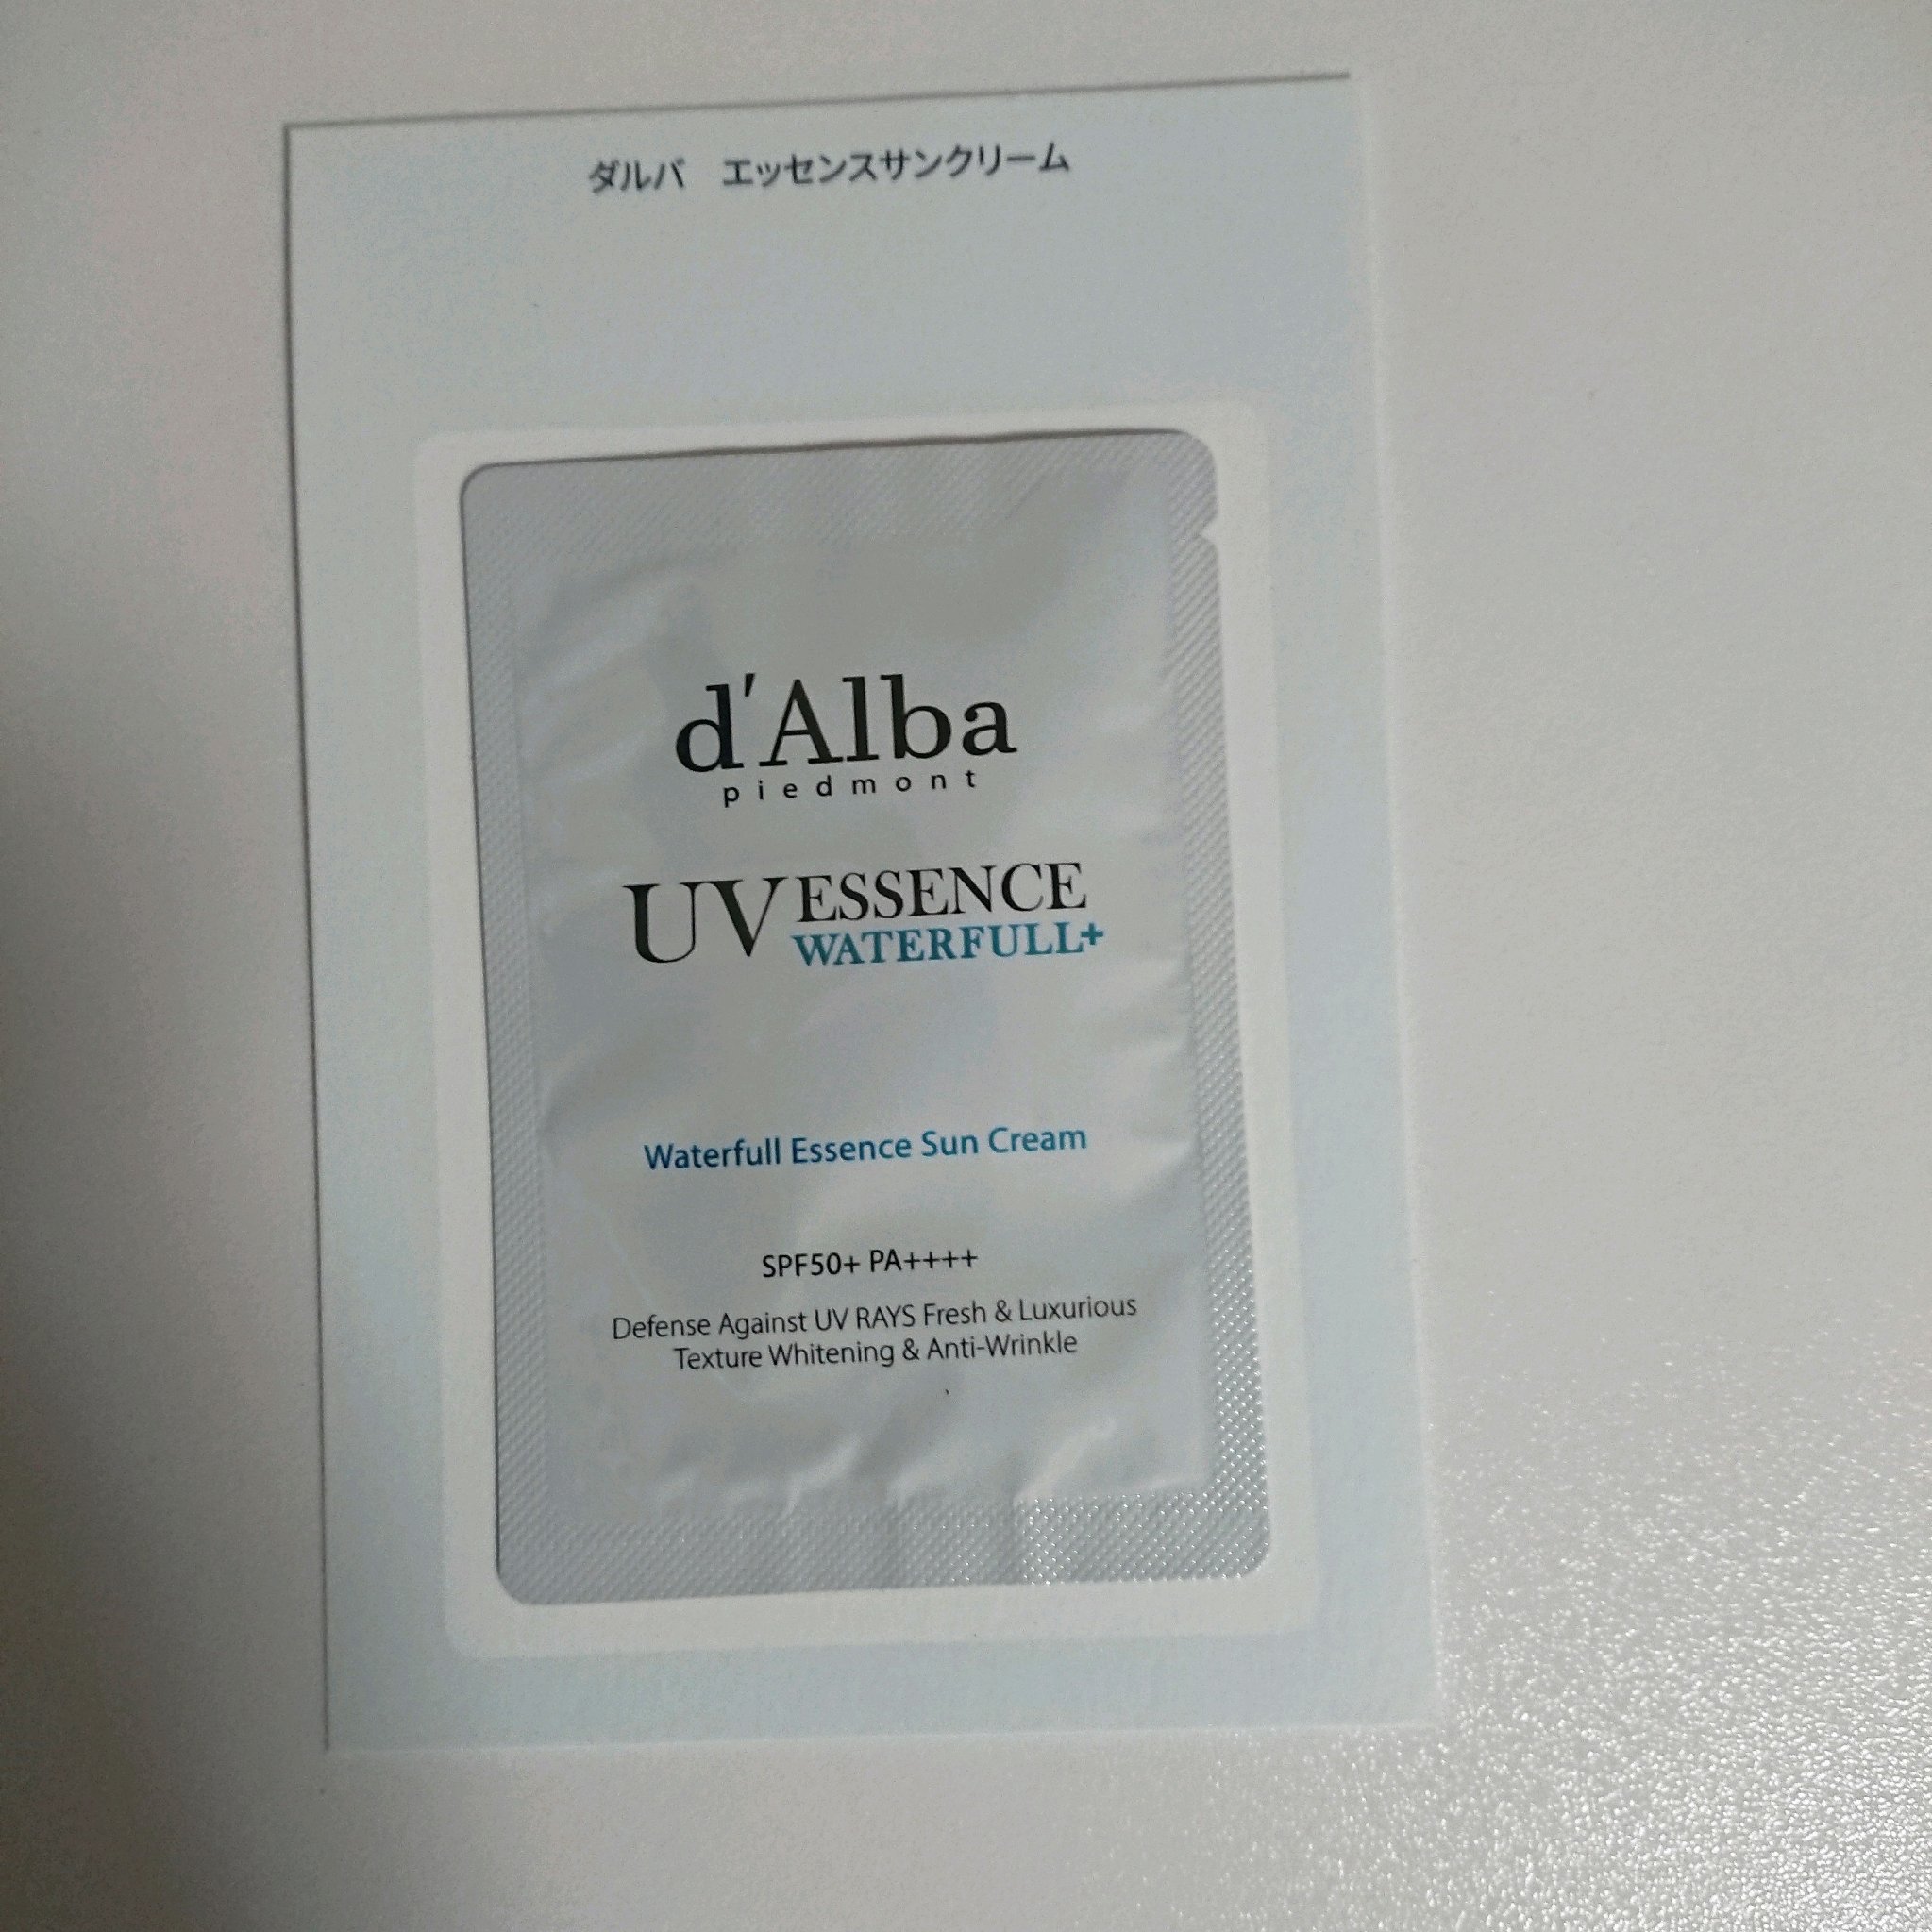 ダルバ　エッセンスサンクリーム
d'Alba
piedmont
UV ESSENCE
WATERFULL+
Waterfull Essence Sun Cream
SPF50+ PA++++
Defense Against UV RAYS Fresh & Luxurious
Texture Whitening & Anti-Wrinkle